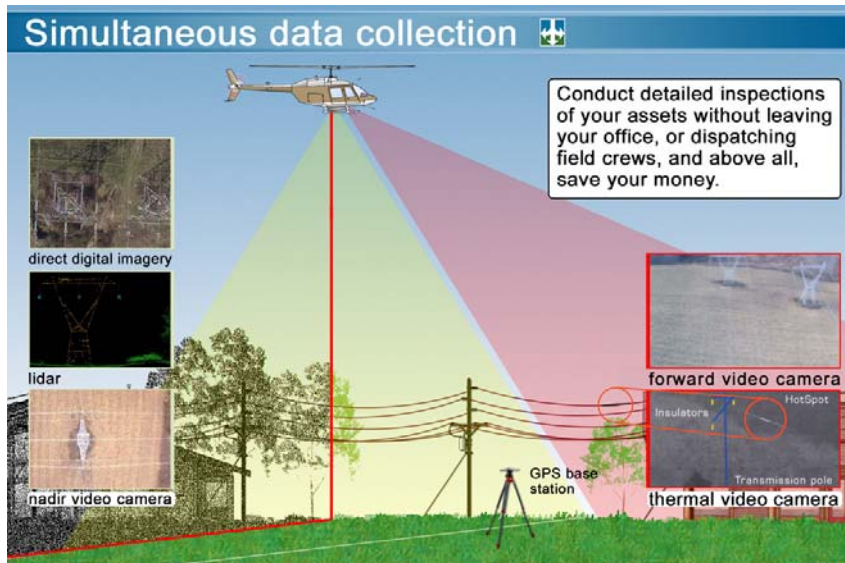 Simultaneous data collection
Conduct detailed inspections
of your assets without leaving
your office, or dispatching
field crews, and above all,
save your money.
direct digital imagery
lidar
nadir video camera
GPS base
station
forward video camera
HotSpot
Insulators
Transmission pole
thermal video camera